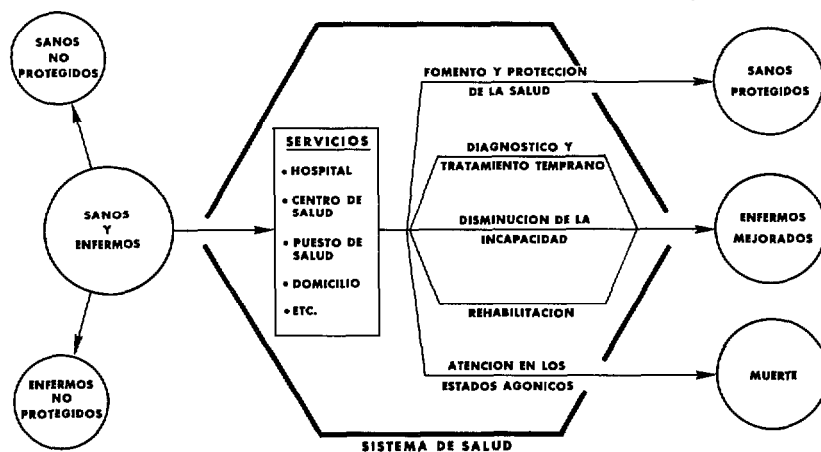 SANOS
NO
PROTEGIDOS
SANOS
Y
ENFERMOS
ENFERMOS
NO
PROTEGIDOS
SERVICIOS
• HOSPITAL
• CENTRO DE
SALUD
• PUESTO DE
SALUD
• DOMICILIO
• ETC.
FOMENTO Y PROTECCION
DE LA SALUD
DIAGNOSTICO Y
TRATAMIENTO TEMPRANO
DISMINUCION DE LA
INCAPACIDAD
REHABILITACION
ATENCION EN LOS
ESTADOS AGONICOS
SANOS
PROTEGIDOS
ENFERMOS
MEJORADOS
MUERTE
SISTEMA DE SALUD